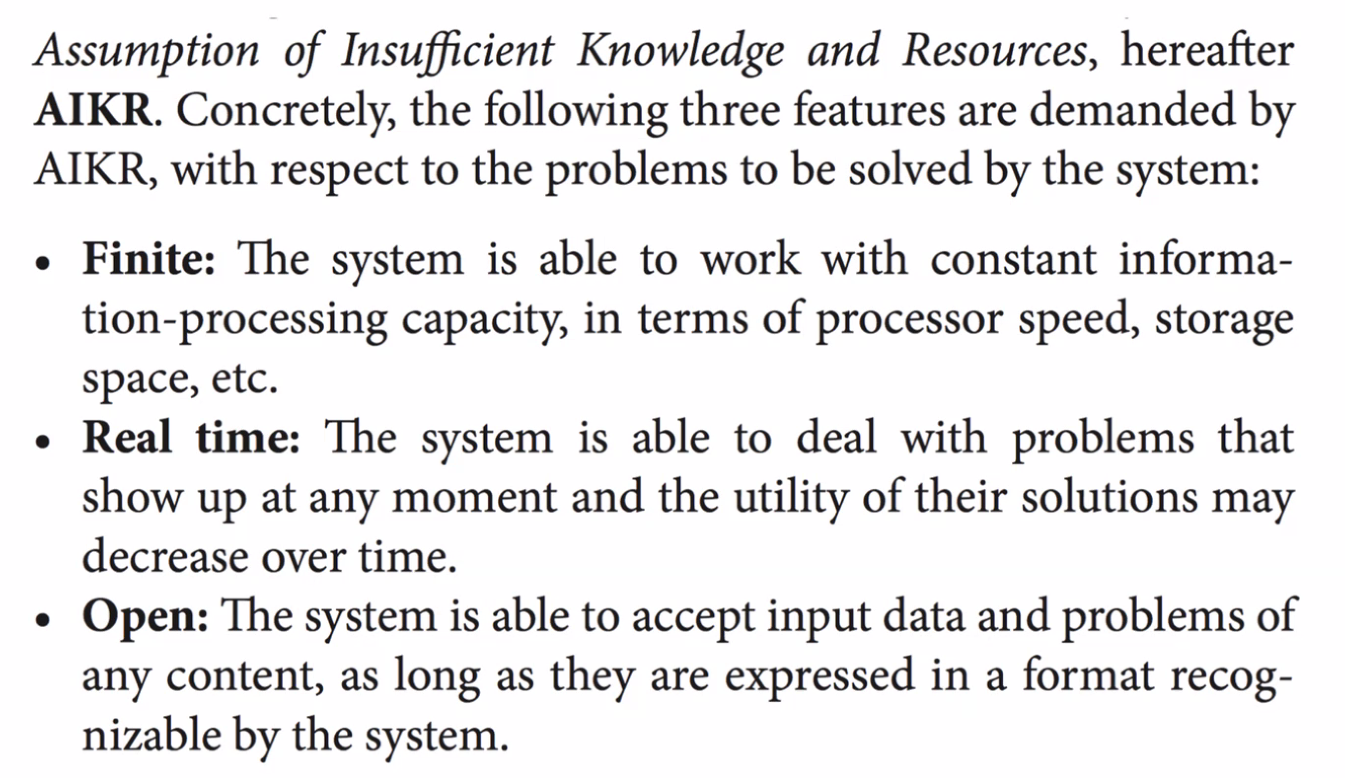 Assumption of Insufficient Knowledge and Resources, hereafter
AIKR. Concretely, the following three features are demanded by
AIKR, with respect to the problems to be solved by the system:
• Finite: The system is able to work with constant informa-
tion-processing capacity, in terms of processor speed, storage
space, etc.
• Real time: The system is able to deal with problems that
show up at any moment and the utility of their solutions may
decrease over time.
• Open: The system is able to accept input data and problems of
any content, as long as they are expressed in a format recog-
nizable by the system.